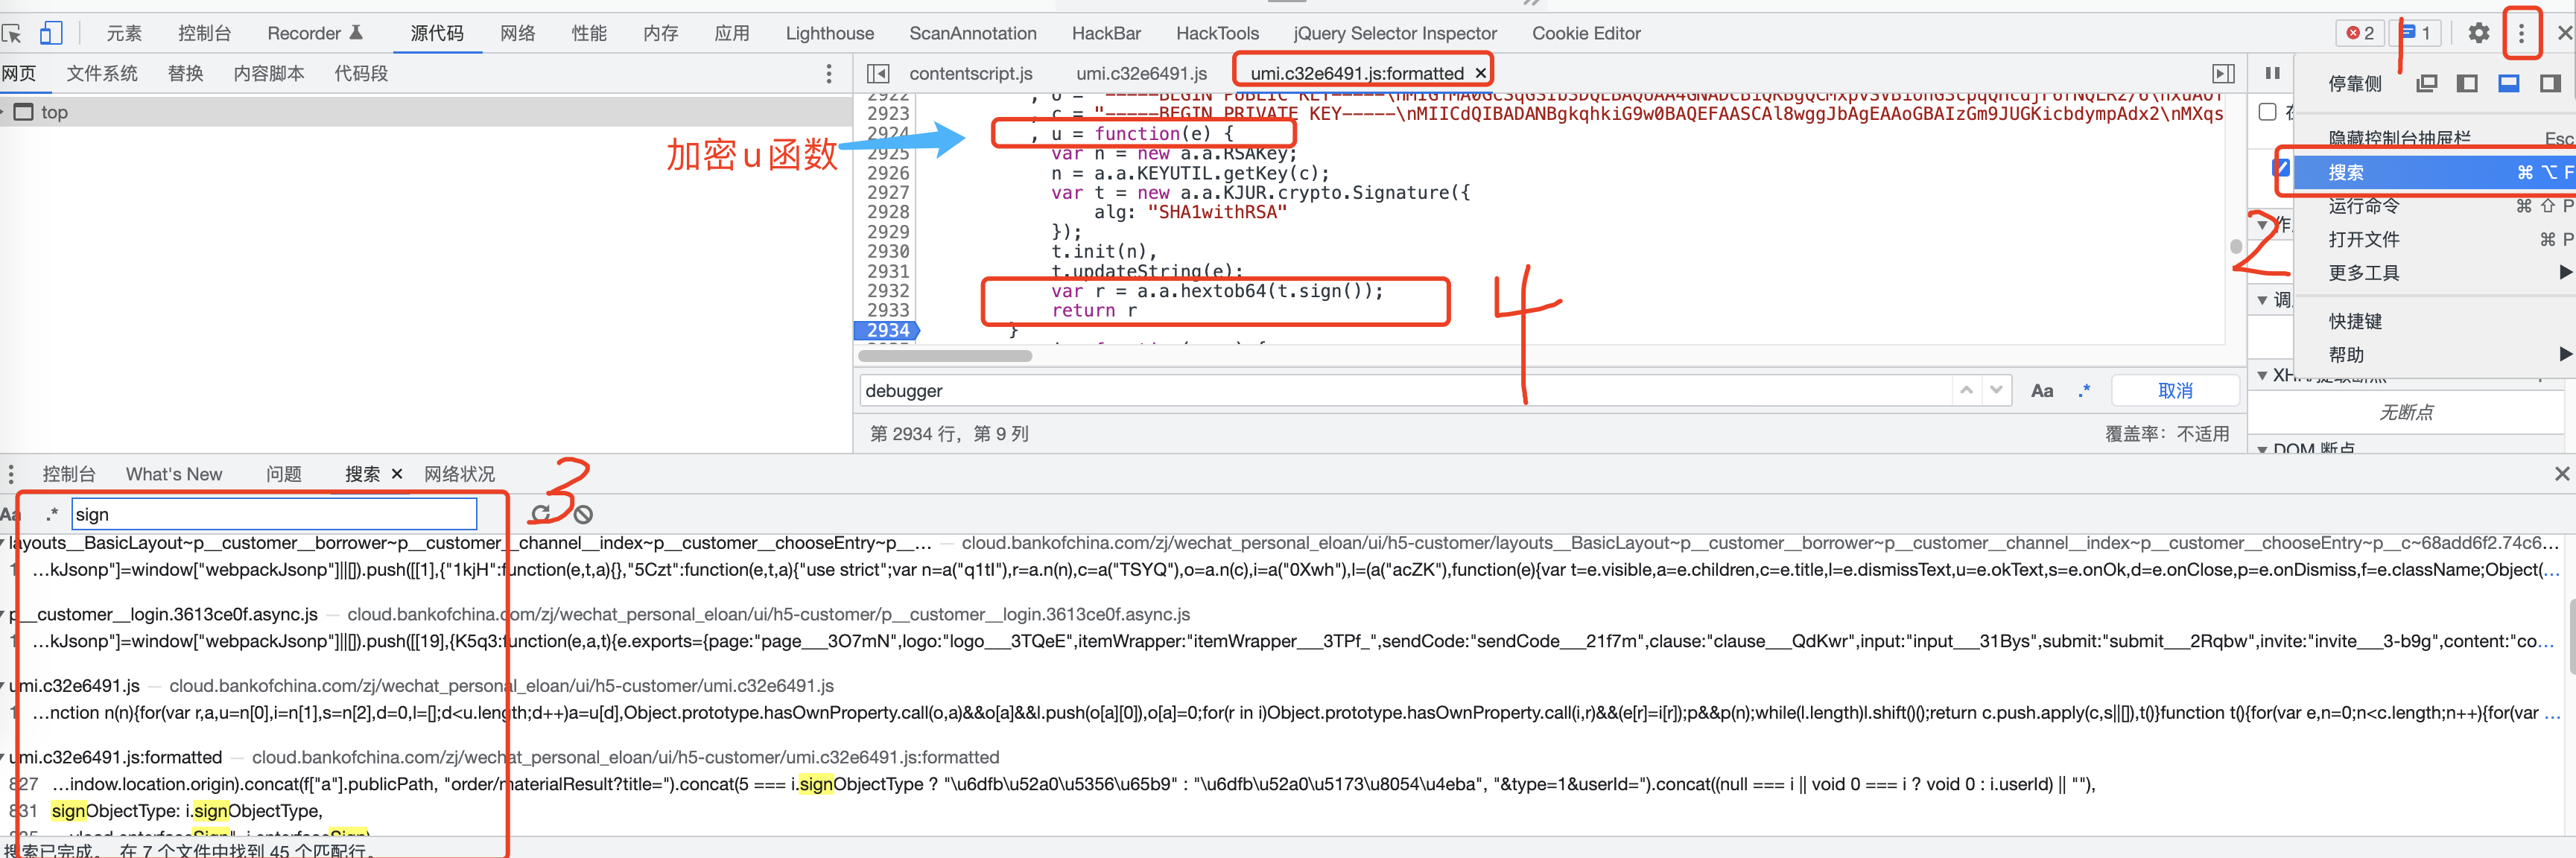 元素 控制台 Recorder 源代码 网络 性能 内存 应用 Lighthouse ScanAnnotation HackBar HackTools jQuery Selector Inspector Cookie Editor 2 1
网页 文件系统 替换 内容脚本 代码段
contentscript.js umi.c32e6491.js umi.c32e6491.js:formatted ×
1
停靠侧
top
2922
2923 , c = "-----BEGIN PRIVATE KEY-----\nMIICdQIBADANBgkqhkiG9w0BAQEFAASCAl8wggJbAgEAAoGBAIzGm9JUGKicbdympAdx2\nMXqs
2924 , u = function(e) {
加密u函数
2925 var n = new a.a.RSAKey;
2926 n = a.a.KEYUTIL.getKey(c);
2927 var t = new a.a.KJUR.crypto.Signature({
2928 alg: "SHA1withRSA"
2929 });
2930 t.init(n),
2931 t.updateString(e);
2932 var r = a.a.hextob64(t.sign());
2933 return r
2934 }
4
隐藏控制台抽屉栏 Esc
搜索 ⌘ ⌥ F
运行命令 ⌘ ⇧ P
打开文件 ⌘ P
更多工具
快捷键
帮助
2
debugger
Aa .* 取消
无断点
第 2934 行，第 9 列
覆盖率：不适用
DOM 断点
控制台 What's New 问题 搜索 × 网络状况
3
Aa .* sign
layouts__BasicLayout~p__customer__borrower~p__customer__channel__index~p__customer__chooseEntry~p__… — cloud.bankofchina.com/zj/wechat_personal_eloan/ui/h5-customer/layouts__BasicLayout~p__customer__borrower~p__customer__channel__index~p__customer__chooseEntry~p__c~68add6f2.74c6…
1 …kJsonp"]=window["webpackJsonp"]||[]).push([[1],{"1kjH":function(e,t,a){},"5Czt":function(e,t,a){"use strict";var n=a("q1tI"),r=a.n(n),c=a("TSYQ"),o=a.n(c),i=a("0Xwh"),l=(a("acZK"),function(e){var t=e.visible,a=e.children,c=e.title,l=e.dismissText,u=e.okText,s=e.onOk,d=e.onClose,p=e.onDismiss,f=e.className;Object(…
p__customer__login.3613ce0f.async.js — cloud.bankofchina.com/zj/wechat_personal_eloan/ui/h5-customer/p__customer__login.3613ce0f.async.js
1 …kJsonp"]=window["webpackJsonp"]||[]).push([[19],{K5q3:function(e,a,t){e.exports={page:"page___3O7mN",logo:"logo___3TQeE",itemWrapper:"itemWrapper___3TPf_",sendCode:"sendCode___21f7m",clause:"clause___QdKwr",input:"input___31Bys",submit:"submit___2Rqbw",invite:"invite___3-b9g",content:"co…
umi.c32e6491.js — cloud.bankofchina.com/zj/wechat_personal_eloan/ui/h5-customer/umi.c32e6491.js
1 …nction n(n){for(var r,a,u=n[0],i=n[1],s=n[2],d=0,l=[];d<u.length;d++)a=u[d],Object.prototype.hasOwnProperty.call(o,a)&&o[a]&&l.push(o[a][0]),o[a]=0;for(r in i)Object.prototype.hasOwnProperty.call(i,r)&&(e[r]=i[r]);p&&p(n);while(l.length)l.shift()();return c.push.apply(c,s||[]),t()}function t(){for(var e,n=0;n<c.length;n++){for(var …
umi.c32e6491.js:formatted — cloud.bankofchina.com/zj/wechat_personal_eloan/ui/h5-customer/umi.c32e6491.js:formatted
827 …indow.location.origin).concat(f["a"].publicPath, "order/materialResult?title=").concat(5 === i.signObjectType ? "\u6dfb\u52a0\u5356\u65b9" : "\u6dfb\u52a0\u5173\u8054\u4eba", "&type=1&userId=").concat((null === i || void 0 === i ? void 0 : i.userId) || ""),
831 signObjectType: i.signObjectType,
搜索已完成。 在 7 个文件中找到 45 个匹配行。